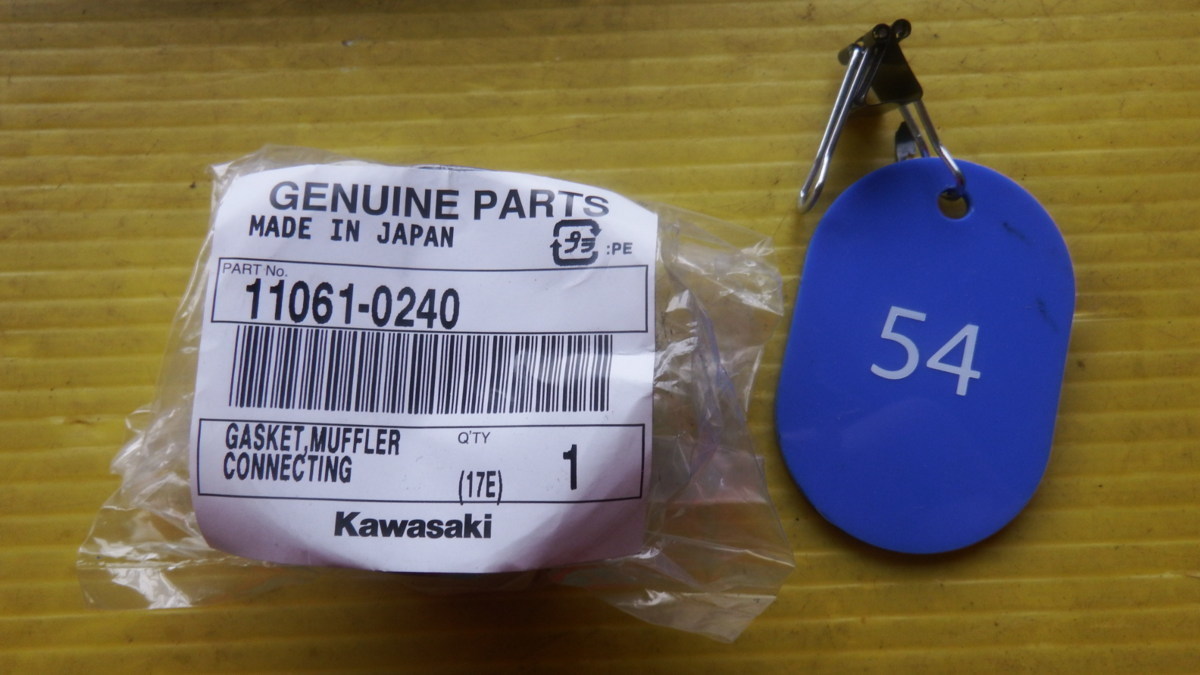 GENUINE PARTS
MADE IN JAPAN
プラ :PE
PART No.
11061-0240
GASKET,MUFFLER
CONNECTING
Q'TY
(17E)
1
Kawasaki
54